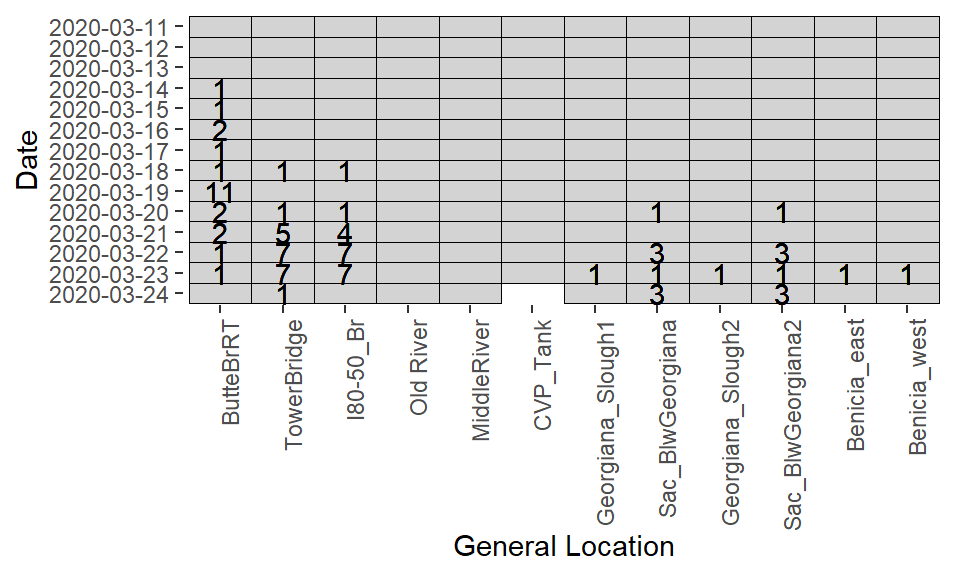 Date
2020-03-11
2020-03-12
2020-03-13
2020-03-14 1
2020-03-15 1
2020-03-16 2
2020-03-17 1
2020-03-18 1 1 1
2020-03-19 11
2020-03-20 2 1 1 1 1
2020-03-21 2 5 4
2020-03-22 1 7 7 3 3
2020-03-23 1 7 7 1 1 1 1 1 1
2020-03-24 1 3 3
ButteBrRT
TowerBridge
I80-50_Br
Old River
MiddleRiver
CVP_Tank
Georgiana_Slough1
Sac_BlwGeorgiana
Georgiana_Slough2
Sac_BlwGeorgiana2
Benicia_east
Benicia_west
General Location